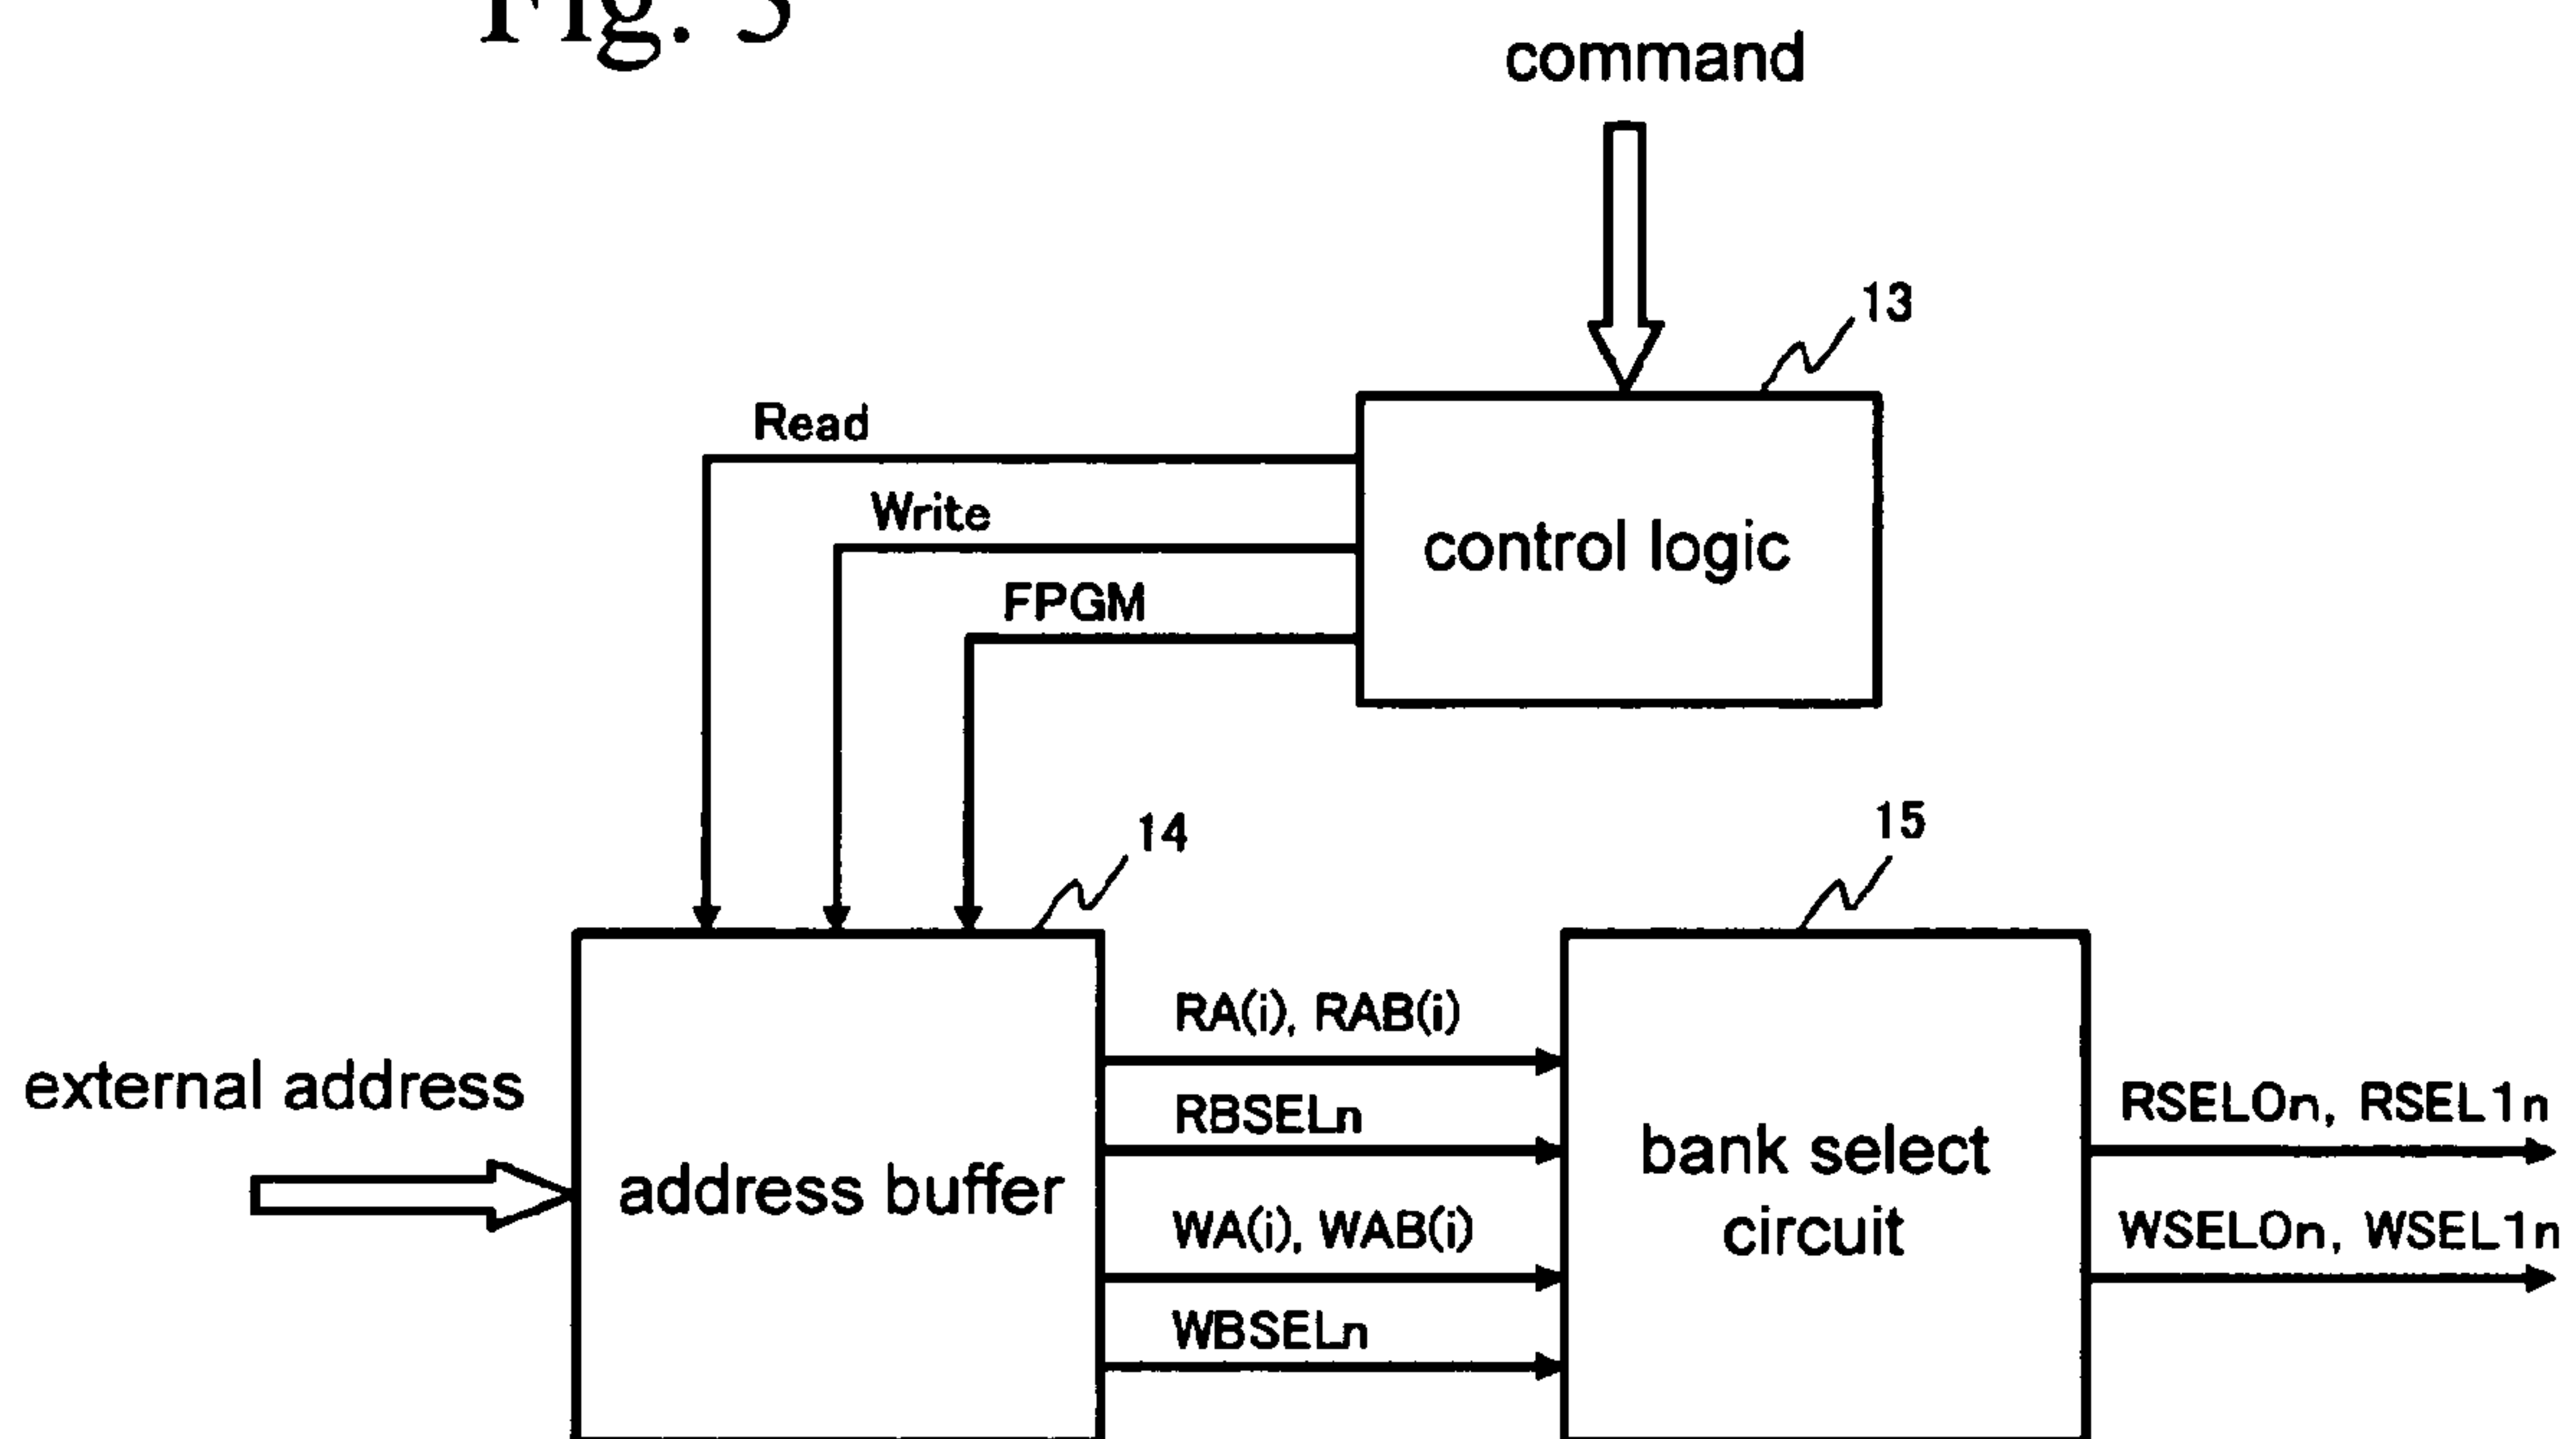 Fig. 3
command
13
Read
Write
control logic
FPGM
14
15
RA(i), RAB(i)
external address
RBSELn
RSEL0n, RSEL1n
address buffer
bank select
circuit
WA(i), WAB(i)
WSEL0n, WSEL1n
WBSELn